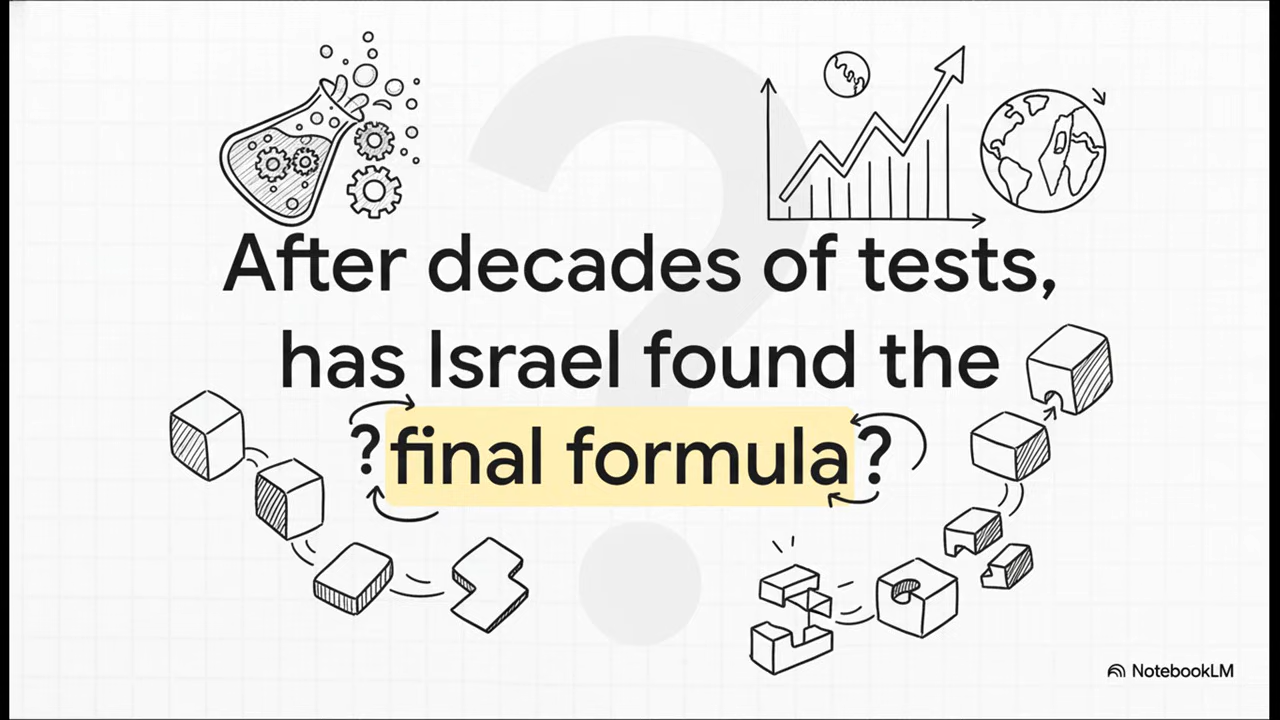 After decades of tests,
has Israel found the
?final formula?
NotebookLM